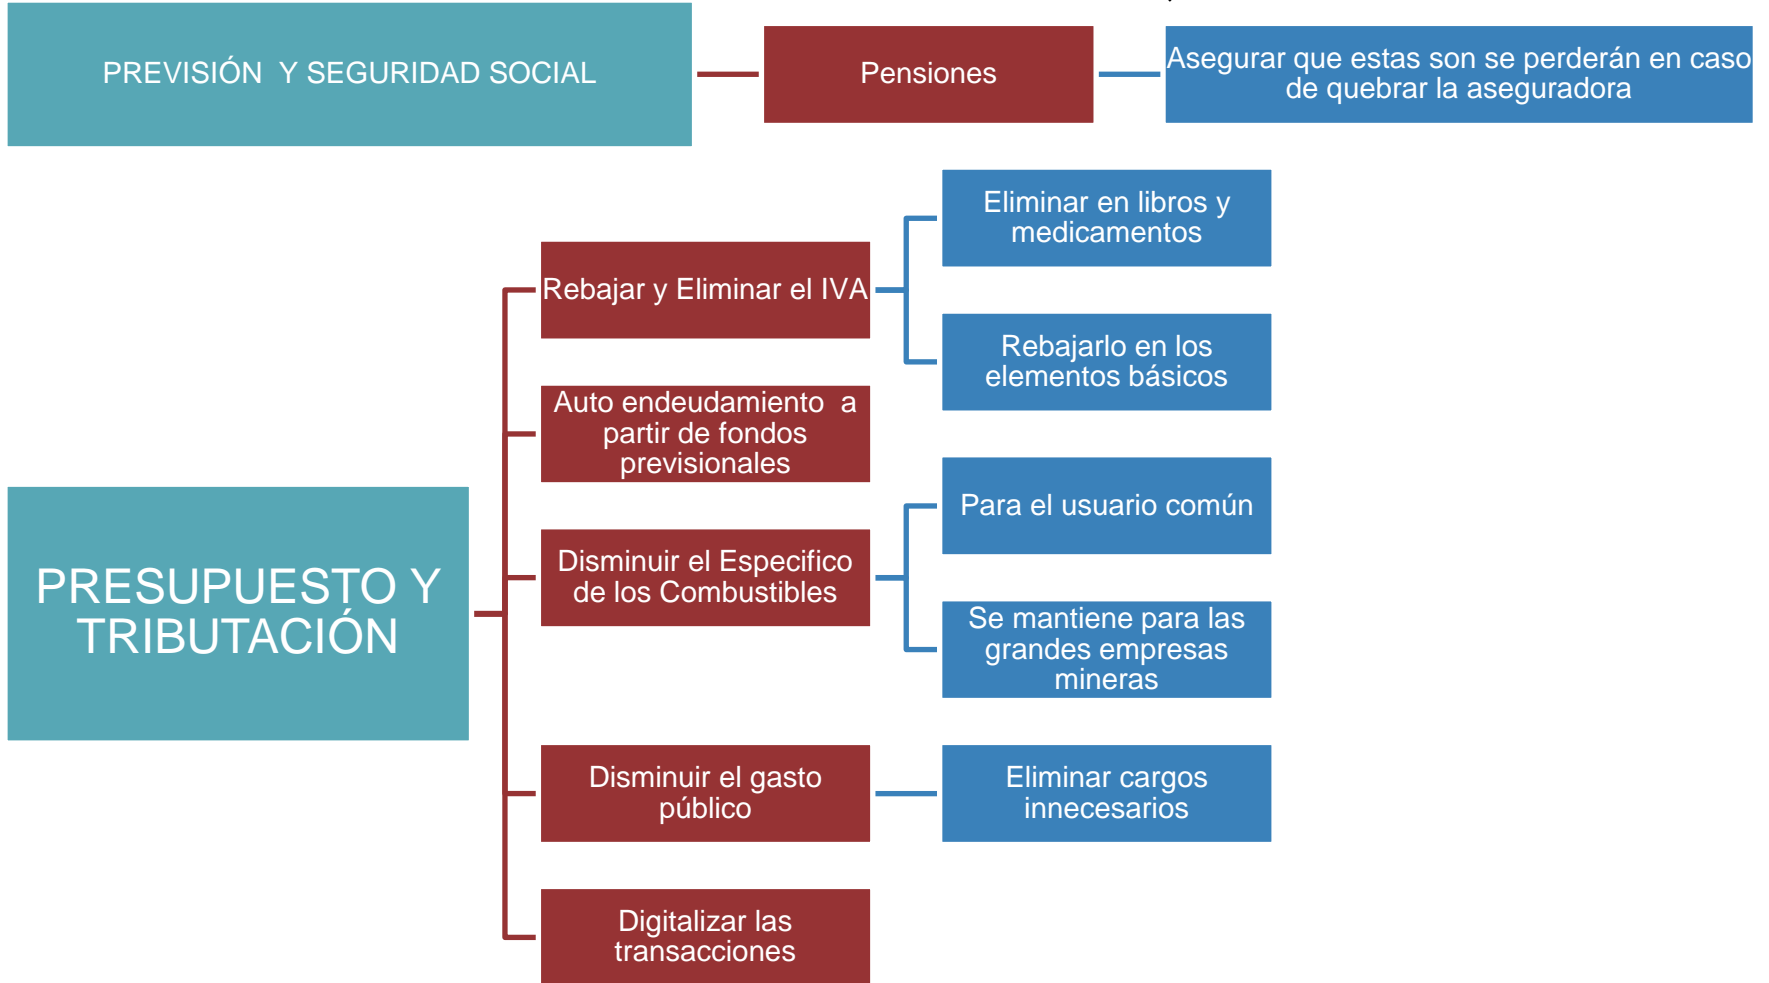 PREVISIÓN Y SEGURIDAD SOCIAL
Pensiones
Asegurar que estas son se perderán en caso
de quebrar la aseguradora
PRESUPUESTO Y
TRIBUTACIÓN
Rebajar y Eliminar el IVA
Eliminar en libros y
medicamentos
Rebajarlo en los
elementos básicos
Auto endeudamiento a
partir de fondos
previsionales
Disminuir el Especifico
de los Combustibles
Para el usuario común
Se mantiene para las
grandes empresas
mineras
Disminuir el gasto
público
Eliminar cargos
innecesarios
Digitalizar las
transacciones